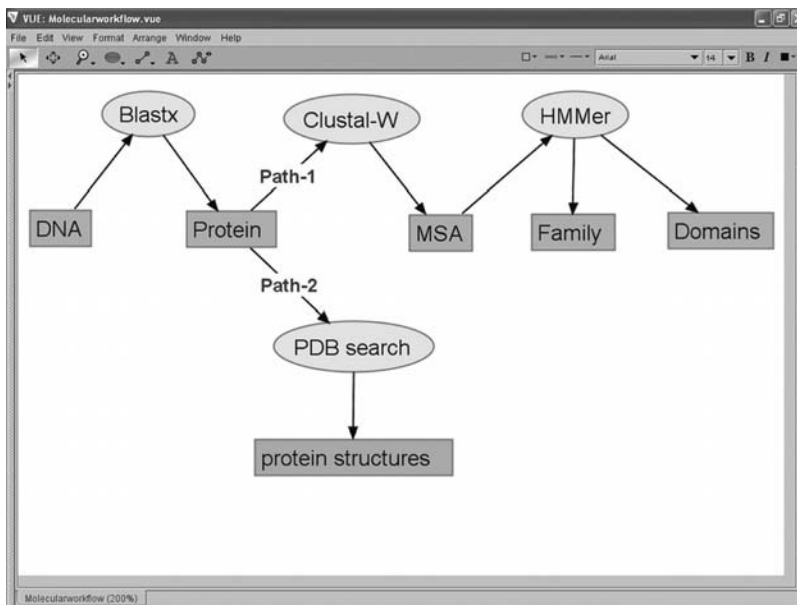 VUE: Molecularworkflow.vue
File Edit View Format Arrange Window Help
A Arial 14 B I
Blastx Clustal-W HMMer
Path-1
DNA Protein MSA Family Domains
Path-2
PDB search
protein structures
Molecularworkflow (200%)